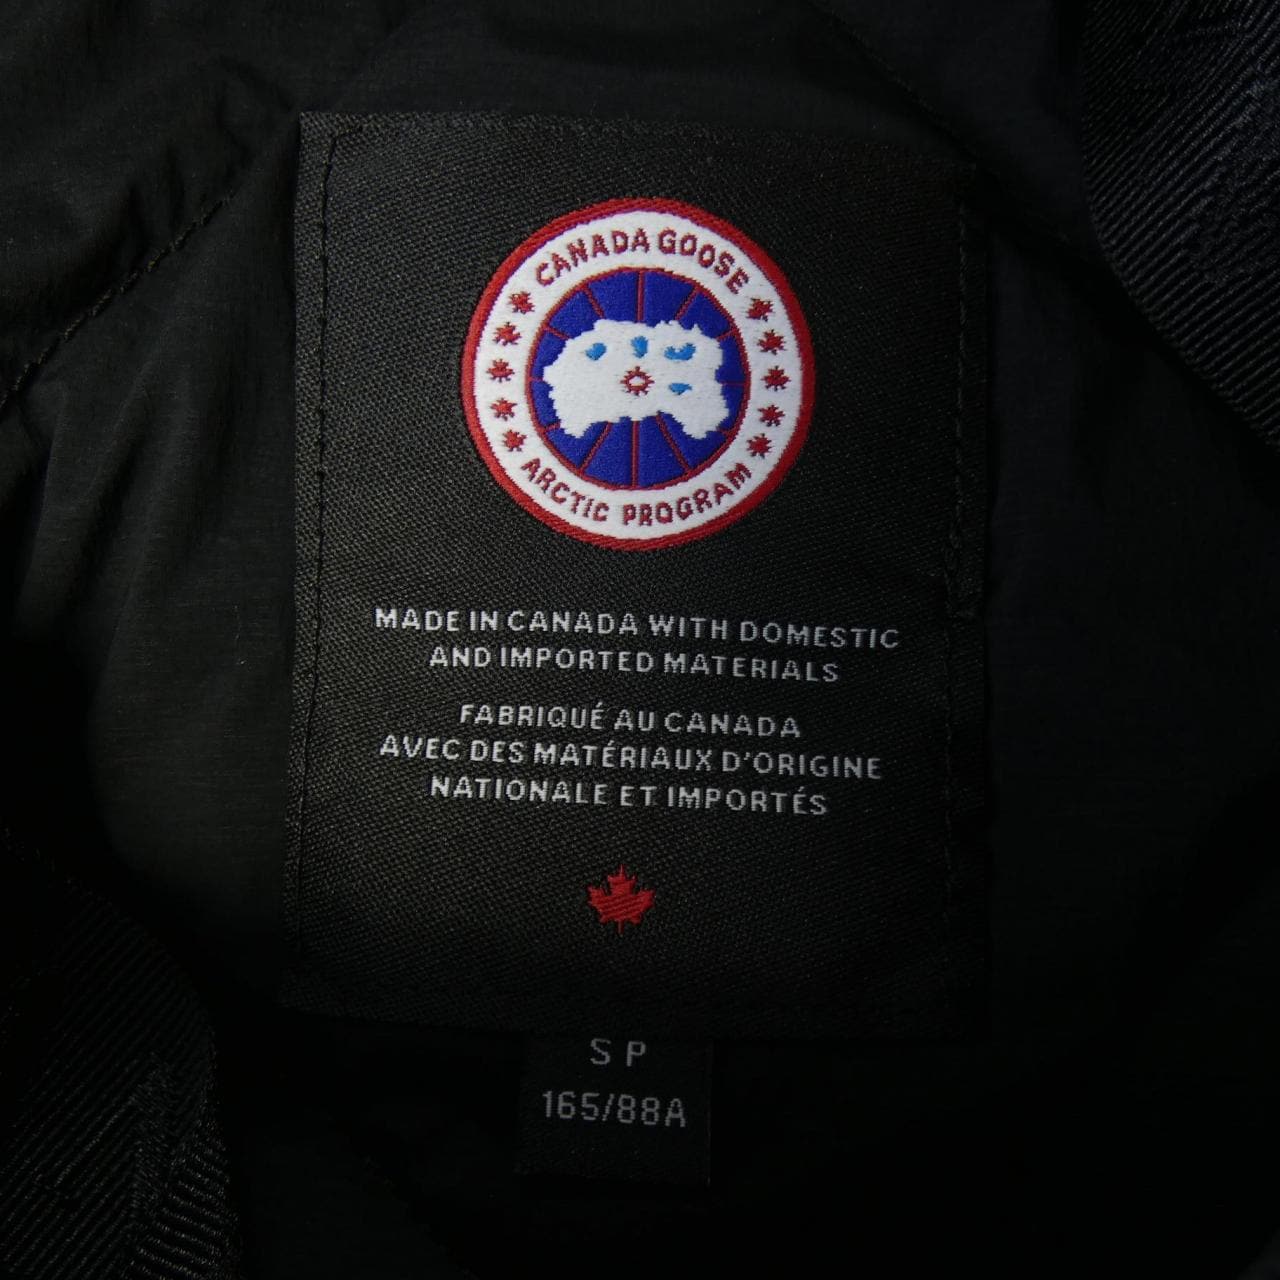 CANADA GOOSE
ARCTIC PROGRAM
MADE IN CANADA WITH DOMESTIC
AND IMPORTED MATERIALS
FABRIQUÉ AU CANADA
AVEC DES MATÉRIAUX D'ORIGINE
NATIONALE ET IMPORTÉS
S P
165/88A